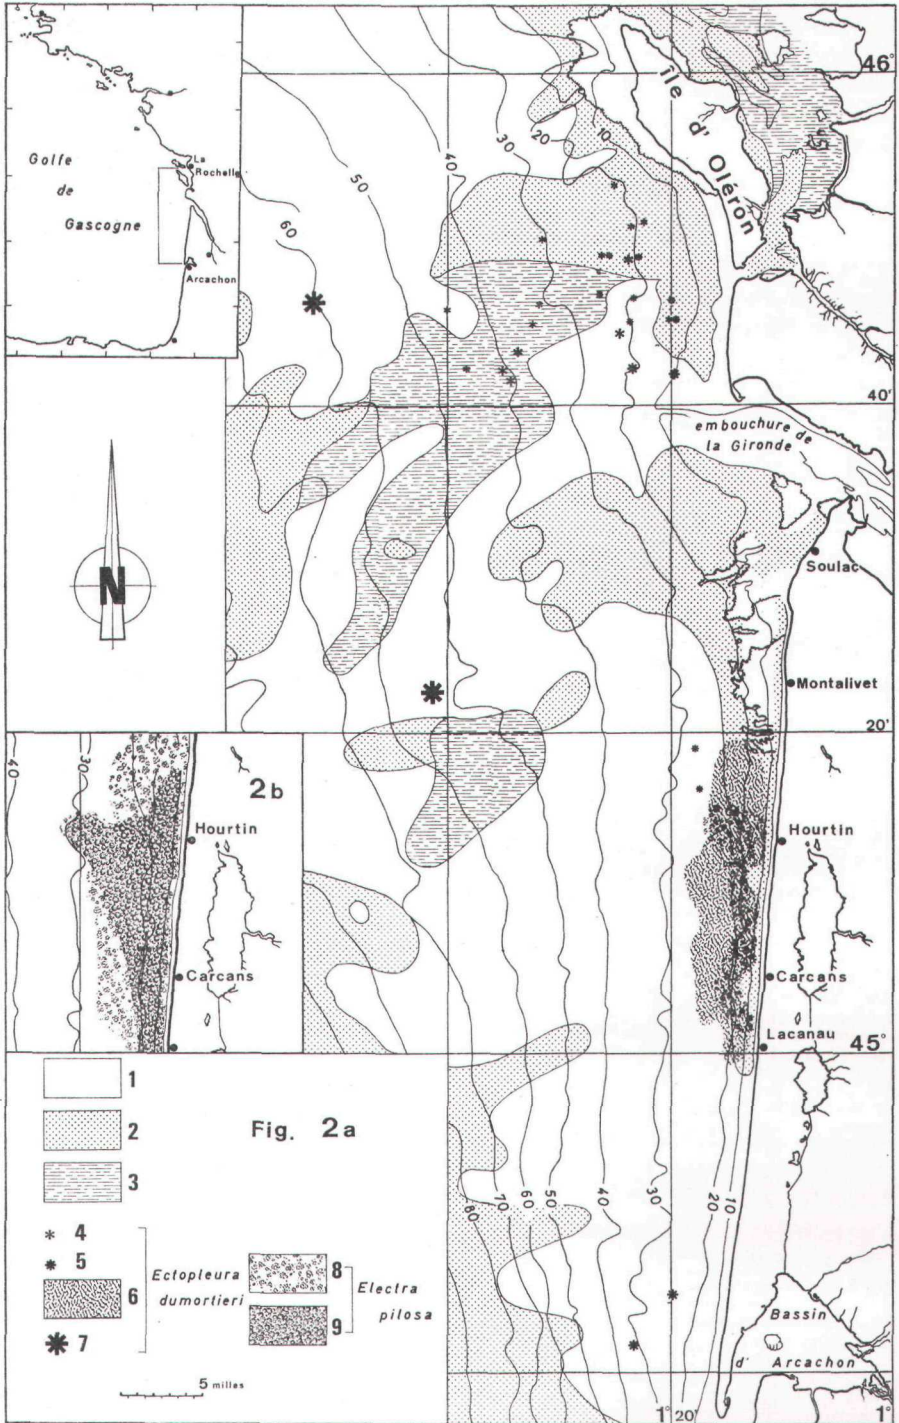 La
Rochelle
Golfe
de
Gascogne
Arcachon
46°
île
d' Oléron
10
20
30
40
50
60
40'
embouchure de
la Gironde
N
Soulac
Montalivet
20'
40
30
2b
Hourtin
Hourtin
Carcans
Carcans
Lacanau
45°
1
2
Fig. 2a
3
4
5
6
7
Ectopleura
dumortieri
8
9
Electra
pilosa
5 milles
80
70
60
50
40
30
20
10
Bassin
d' Arcachon
1° 20'
1°